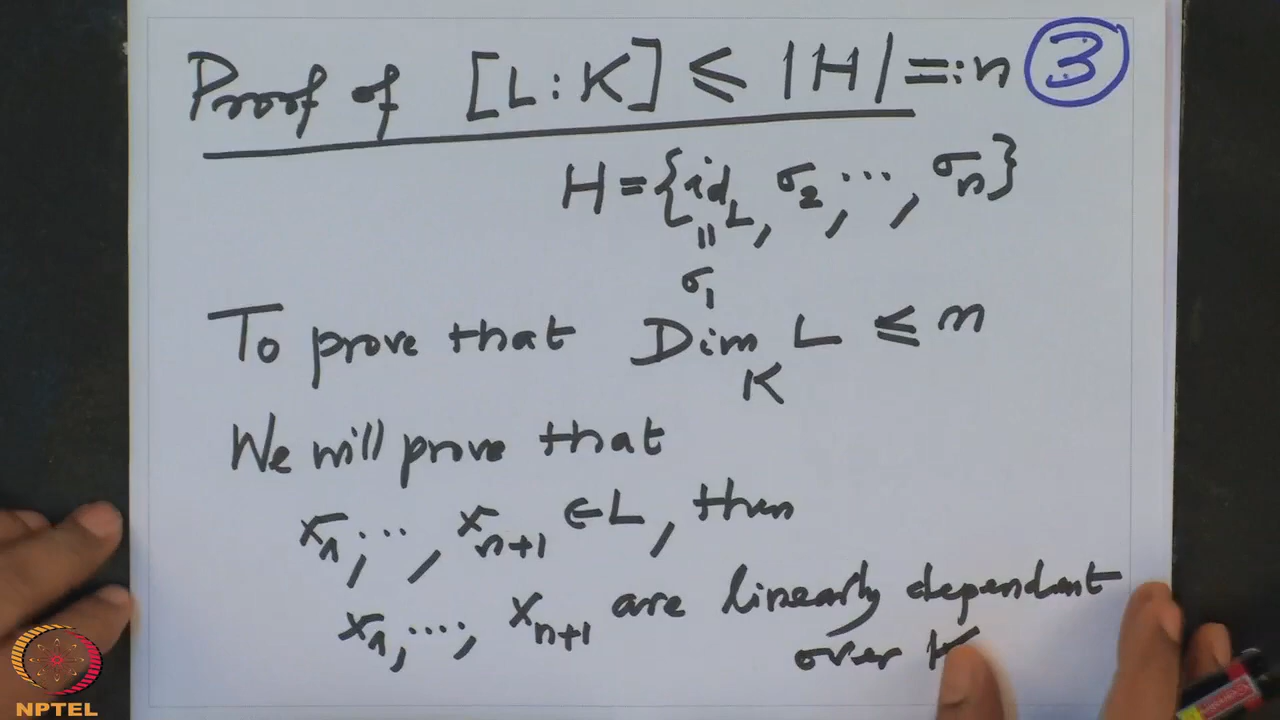 Proof of [L:K] ≤ |H| =: n ③
H = {id_L, σ_2, ..., σ_n}
||
σ_1
To prove that Dim_K L ≤ n
We will prove that
x_1, ..., x_{n+1} ∈ L, then
x_1, ..., x_{n+1} are linearly dependent
over K
NPTEL